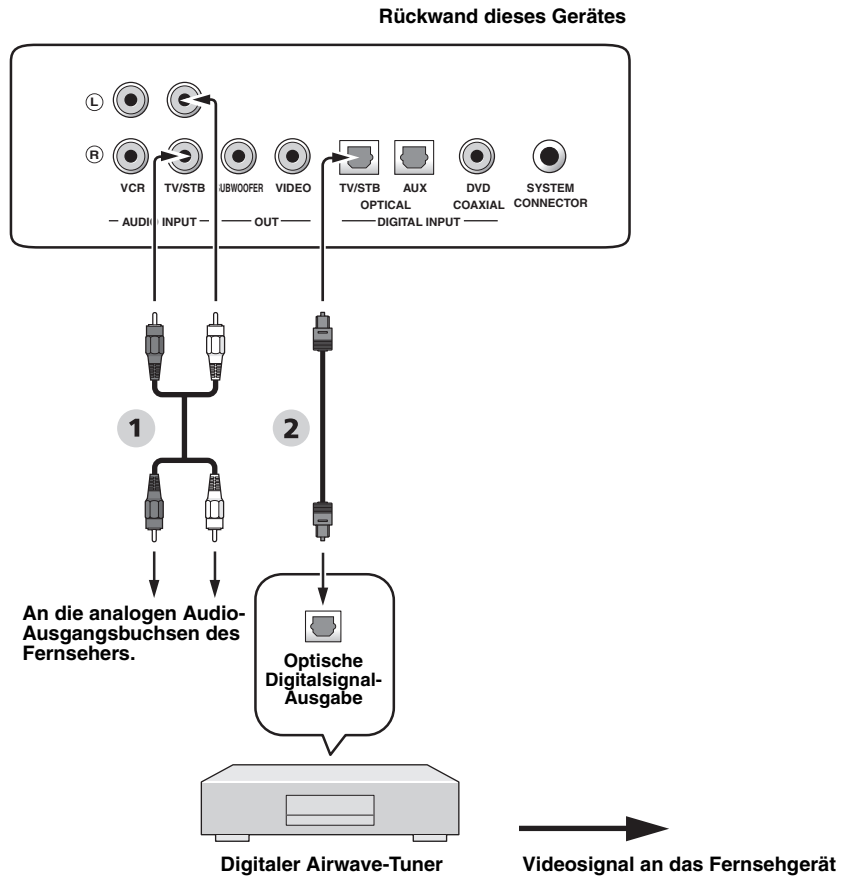 Rückwand dieses Gerätes
L
R
VCR TV/STB SUBWOOFER VIDEO TV/STB AUX DVD SYSTEM
OPTICAL COAXIAL CONNECTOR
AUDIO INPUT OUT DIGITAL INPUT
1 2
An die analogen Audio-
Ausgangsbuchsen des
Fernsehers.
Optische
Digitalsignal-
Ausgabe
Digitaler Airwave-Tuner Videosignal an das Fernsehgerät